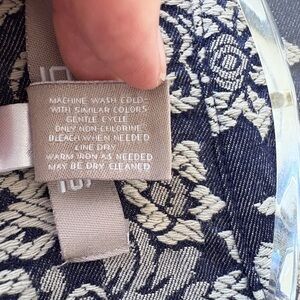 10
MACHINE WASH COLD
WITH SIMILAR COLORS
GENTLE CYCLE
ONLY NON-CHLORINE
BLEACH WHEN NEEDED
LINE DRY
WARM IRON AS NEEDED
MAY BE DRY CLEANED